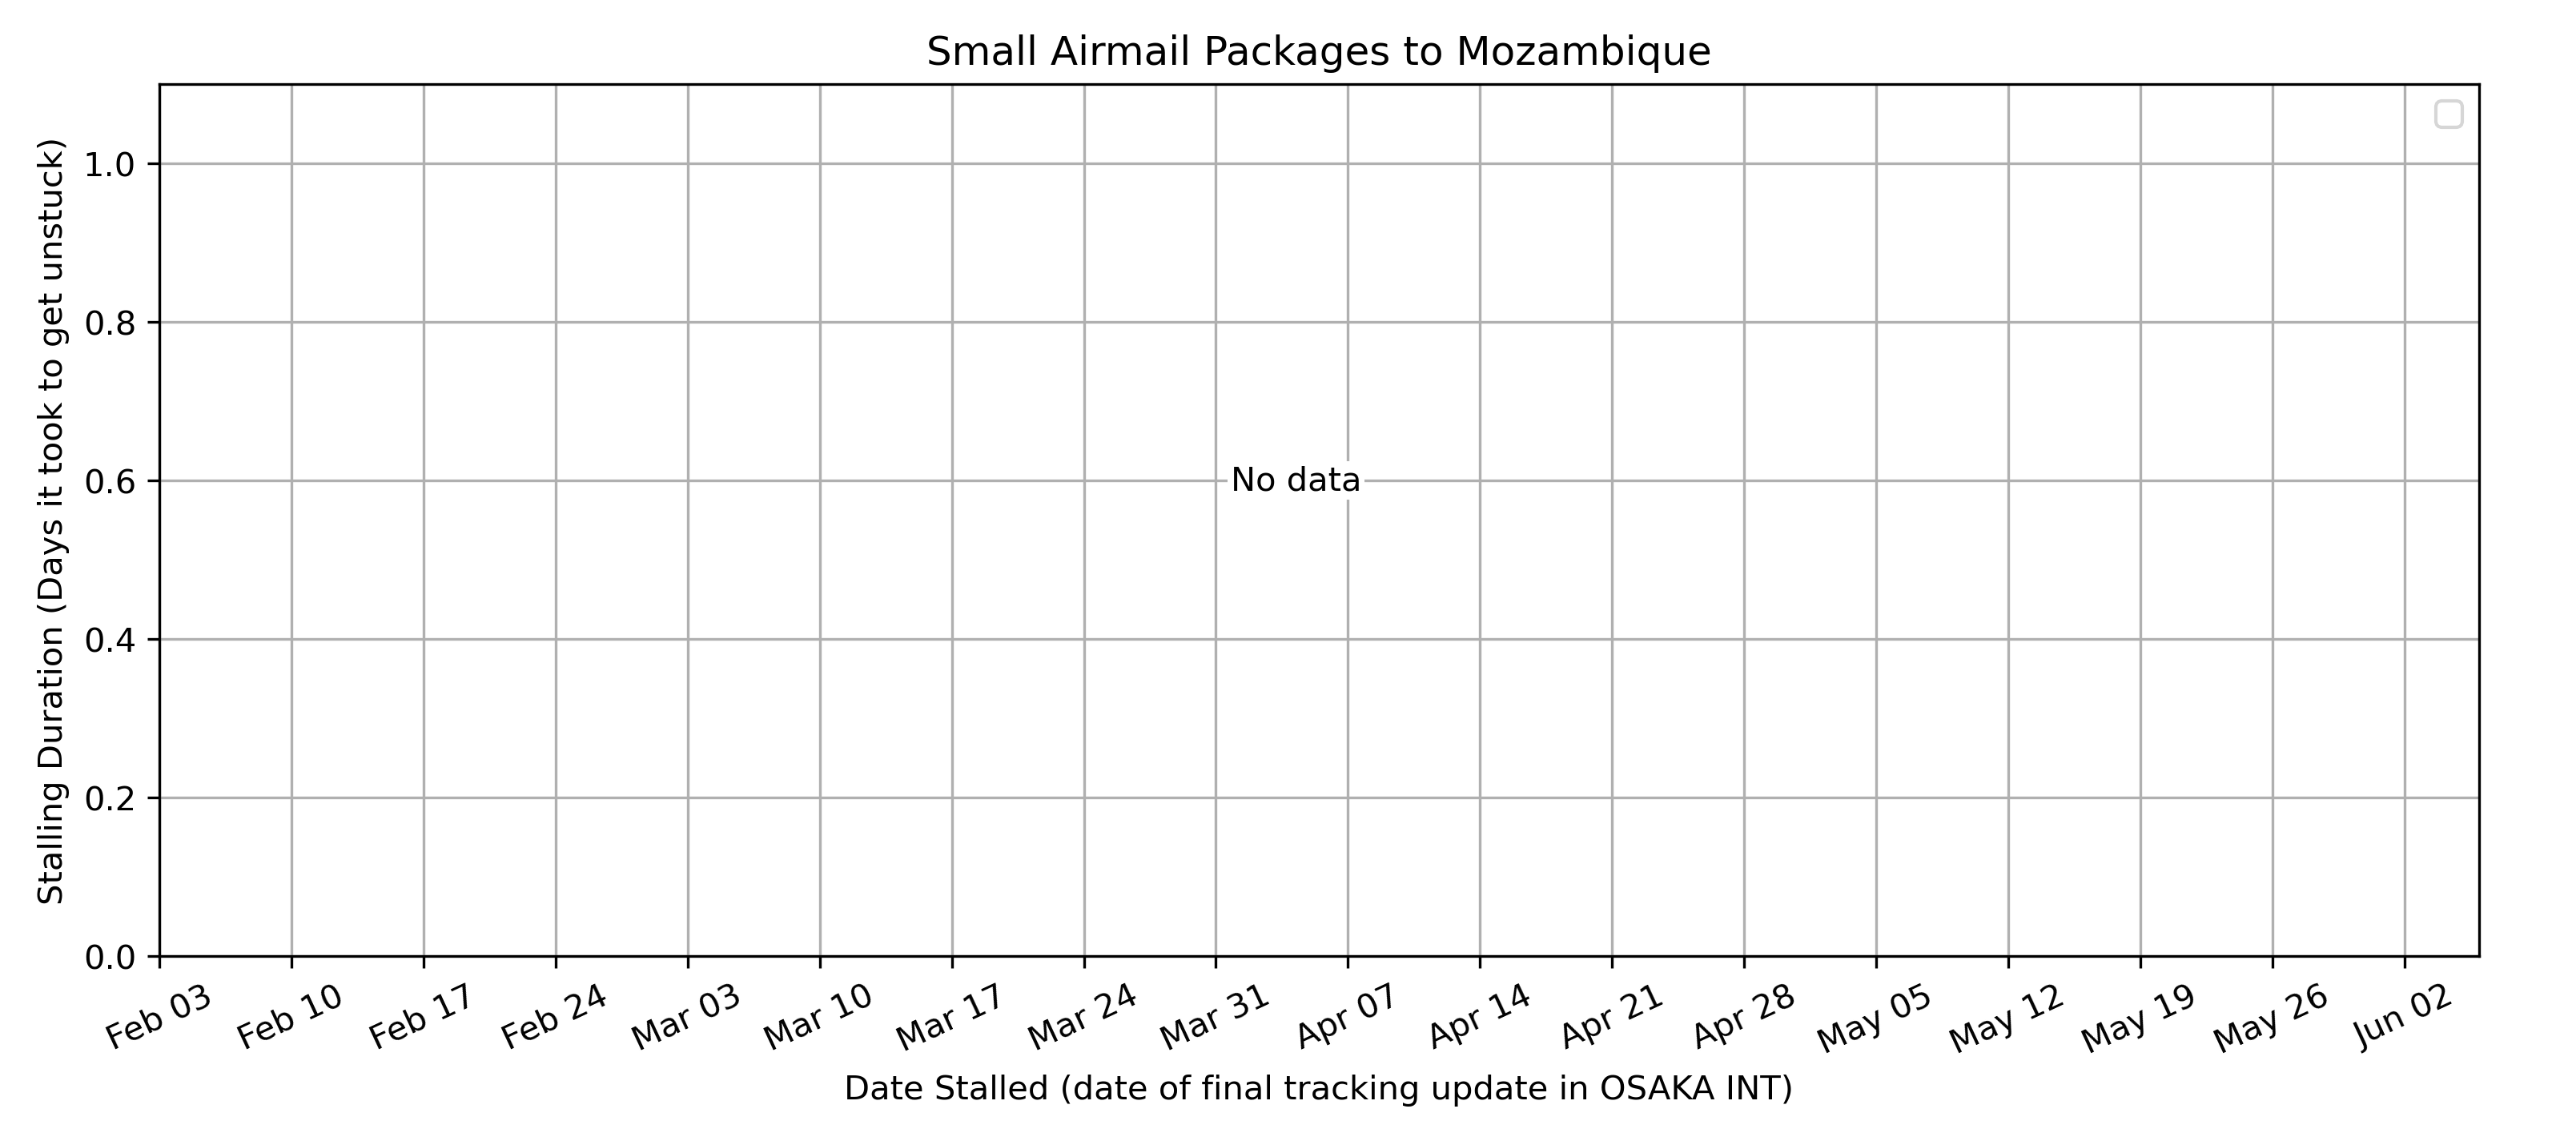 Small Airmail Packages to Mozambique
Stalling Duration (Days it took to get unstuck)
1.0
0.8
0.6
0.4
0.2
0.0
No data
Feb 03
Feb 10
Feb 17
Feb 24
Mar 03
Mar 10
Mar 17
Mar 24
Mar 31
Apr 07
Apr 14
Apr 21
Apr 28
May 05
May 12
May 19
May 26
Jun 02
Date Stalled (date of final tracking update in OSAKA INT)